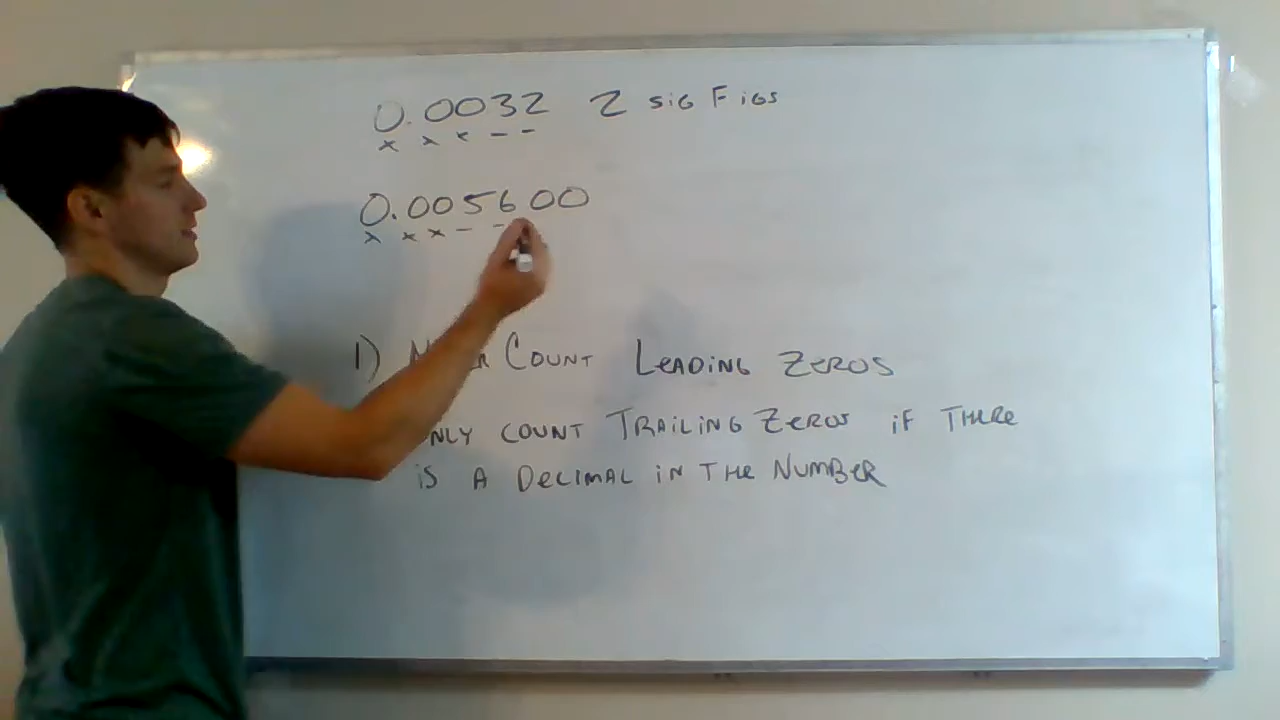 0.0032 2 sig Figs
0.005600
1) Count Leading Zeros
Only count Trailing Zeros if There
is a Decimal in The Number